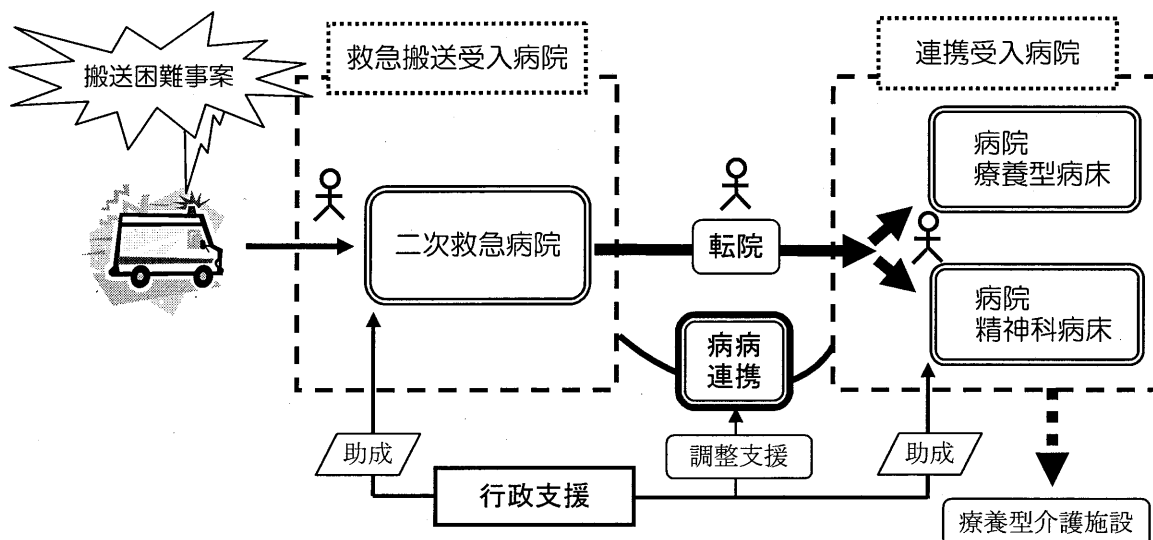 搬送困難事案
救急搬送受入病院
連携受入病院
病院
療養型病床
二次救急病院
転院
病院
精神科病床
病病
連携
助成
調整支援
助成
行政支援
療養型介護施設